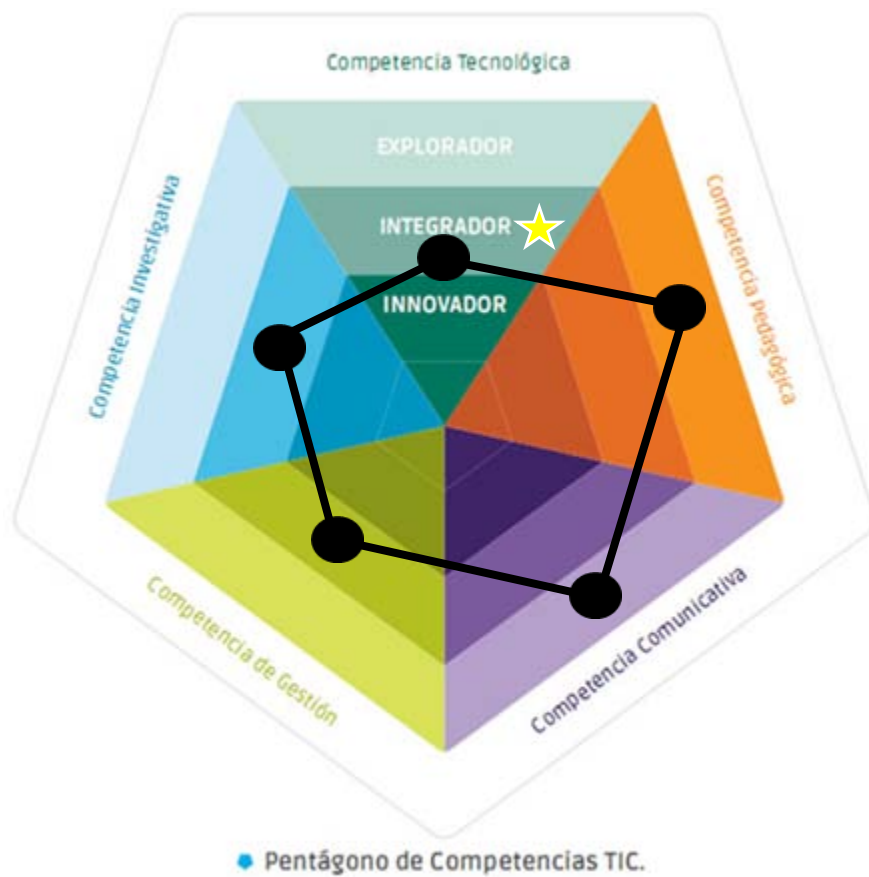 Competencia Tecnológica
EXPLORADOR
INTEGRADOR
INNOVADOR
Competencia Investigativa
Competencia Pedagógica
Competencia de Gestión
Competencia Comunicativa
Pentágono de Competencias TIC.